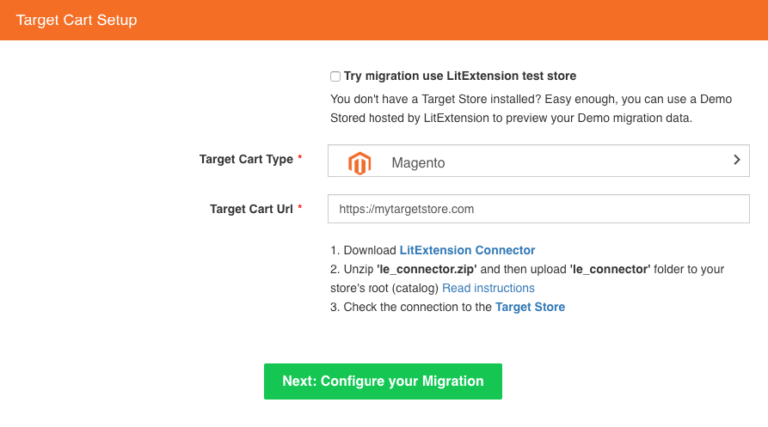 Target Cart Setup
Try migration use LitExtension test store
You don't have a Target Store installed? Easy enough, you can use a Demo
Stored hosted by LitExtension to preview your Demo migration data.
Target Cart Type *
Magento
Target Cart Url *
https://mytargetstore.com
1. Download LitExtension Connector
2. Unzip 'le_connector.zip' and then upload 'le_connector' folder to your
store's root (catalog) Read instructions
3. Check the connection to the Target Store
Next: Configure your Migration